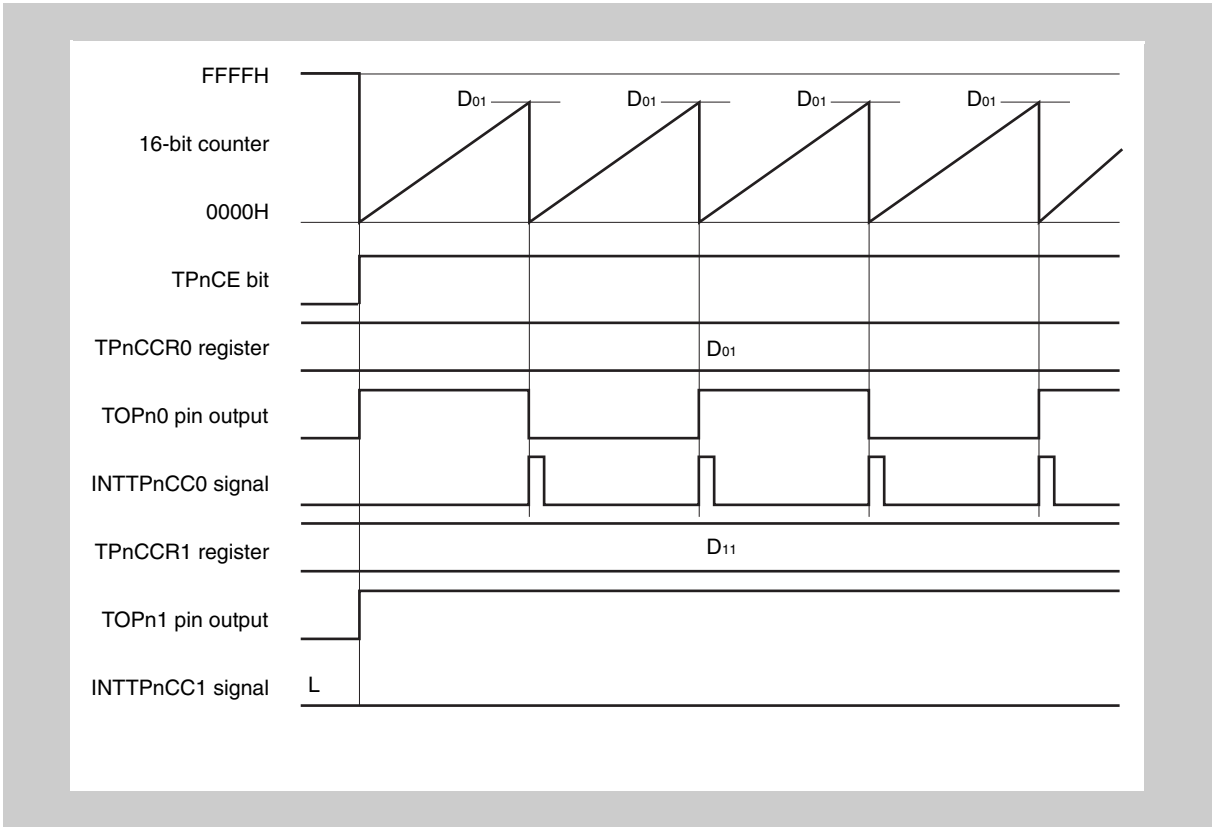 FFFFH
D01 D01 D01 D01
16-bit counter
0000H
TPnCE bit
TPnCCR0 register D01
TOPn0 pin output
INTTPnCC0 signal
TPnCCR1 register D11
TOPn1 pin output
INTTPnCC1 signal L